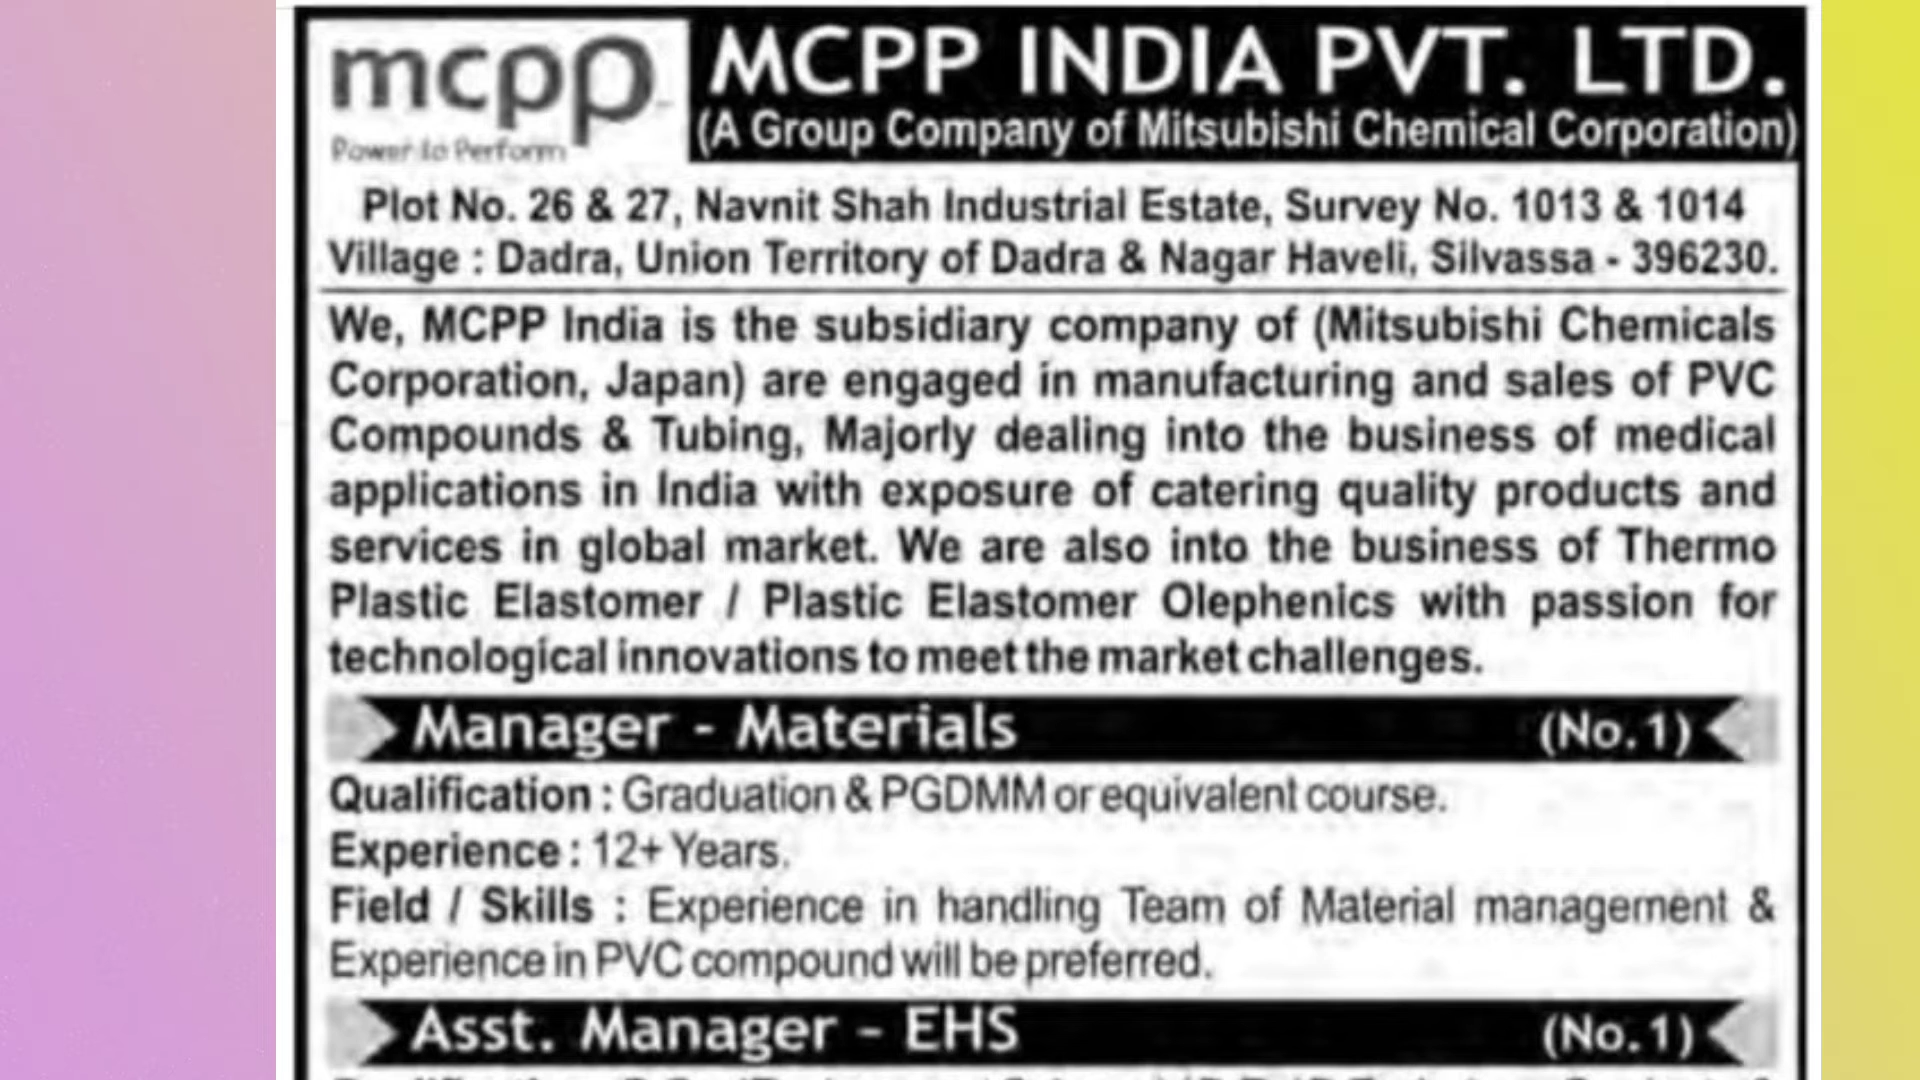 mcpp
Power to Perform
MCPP INDIA PVT. LTD.
(A Group Company of Mitsubishi Chemical Corporation)
Plot No. 26 & 27, Navnit Shah Industrial Estate, Survey No. 1013 & 1014
Village : Dadra, Union Territory of Dadra & Nagar Haveli, Silvassa - 396230.
We, MCPP India is the subsidiary company of (Mitsubishi Chemicals
Corporation, Japan) are engaged in manufacturing and sales of PVC
Compounds & Tubing, Majorly dealing into the business of medical
applications in India with exposure of catering quality products and
services in global market. We are also into the business of Thermo
Plastic Elastomer / Plastic Elastomer Olephenics with passion for
technological innovations to meet the market challenges.
Manager - Materials (No.1)
Qualification : Graduation & PGDMM or equivalent course.
Experience : 12+ Years.
Field / Skills : Experience in handling Team of Material management &
Experience in PVC compound will be preferred.
Asst. Manager - EHS (No.1)